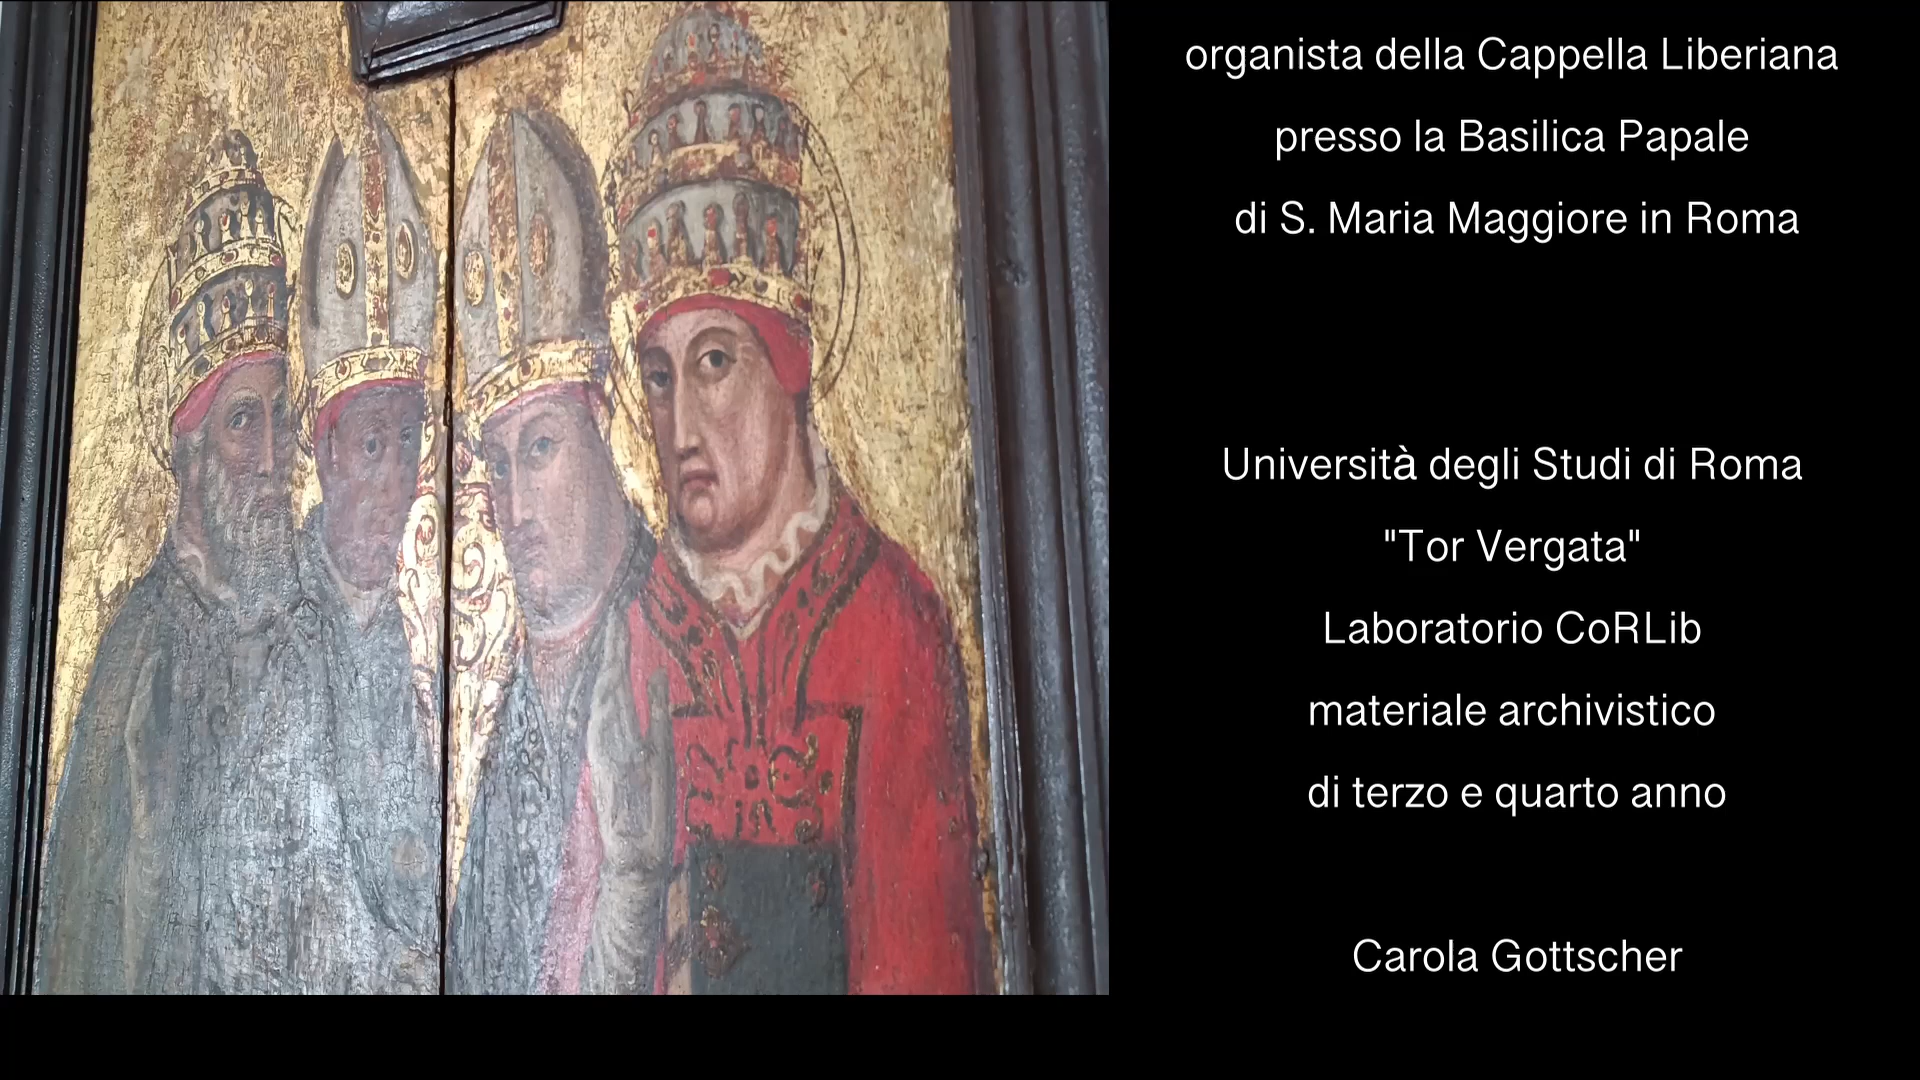 organista della Cappella Liberiana
presso la Basilica Papale
di S. Maria Maggiore in Roma
Università degli Studi di Roma
"Tor Vergata"
Laboratorio CoRLib
materiale archivistico
di terzo e quarto anno
Carola Gottscher